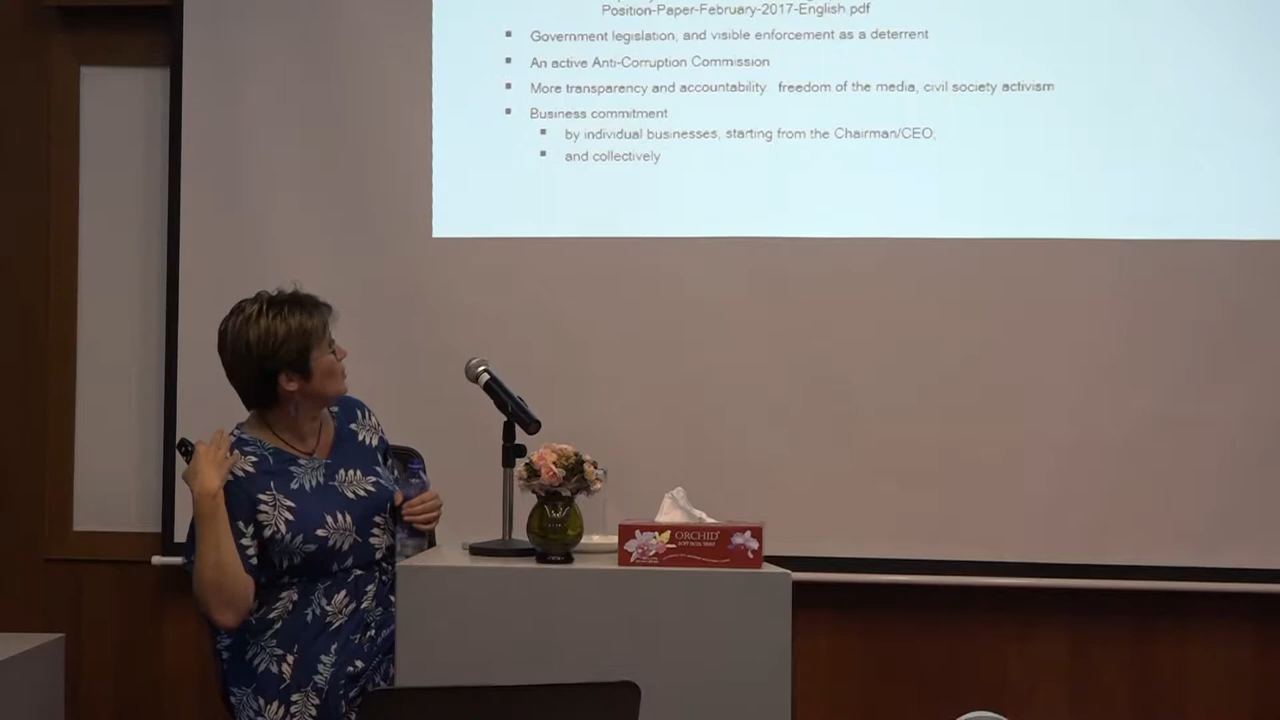 Position-Paper-February-2017-English pdf
Government legislation, and visible enforcement as a deterrent
An active Anti-Corruption Commission
More transparency and accountability freedom of the media, civil society activism
Business commitment
by individual businesses, starting from the Chairman/CEO,
and collectively
ORCHID